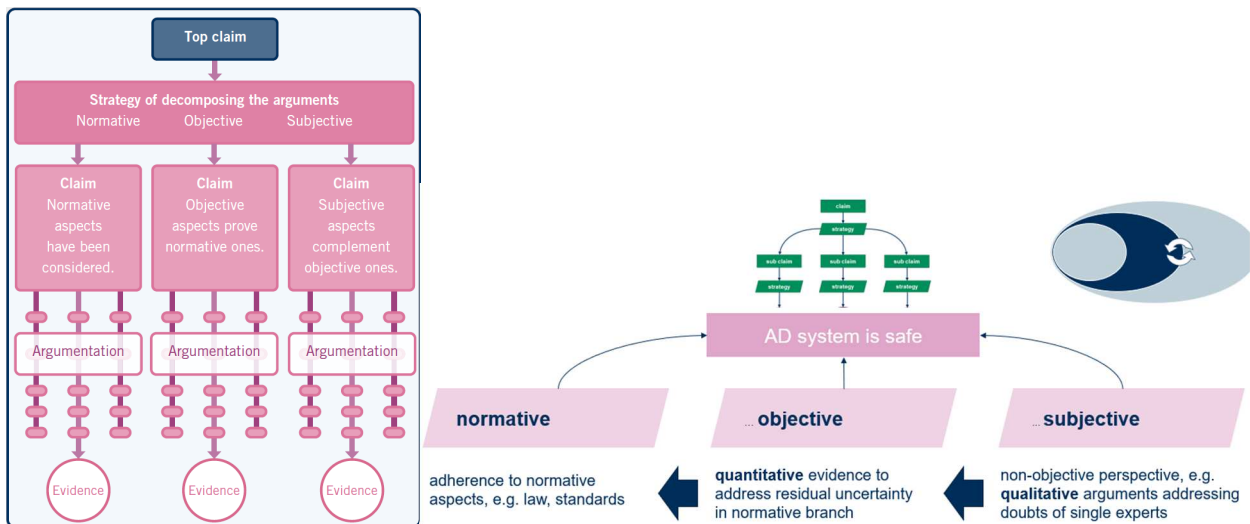 Top claim
Strategy of decomposing the arguments
Normative Objective Subjective
Claim
Normative
aspects
have been
considered.
Claim
Objective
aspects prove
normative ones.
Claim
Subjective
aspects
complement
objective ones.
Argumentation
Argumentation
Argumentation
Evidence
Evidence
Evidence
claim
strategy
sub claim
sub claim
sub claim
strategy
strategy
strategy
AD system is safe
normative
... objective
... subjective
adherence to normative
aspects, e.g. law, standards
quantitative evidence to
address residual uncertainty
in normative branch
non-objective perspective, e.g.
qualitative arguments addressing
doubts of single experts